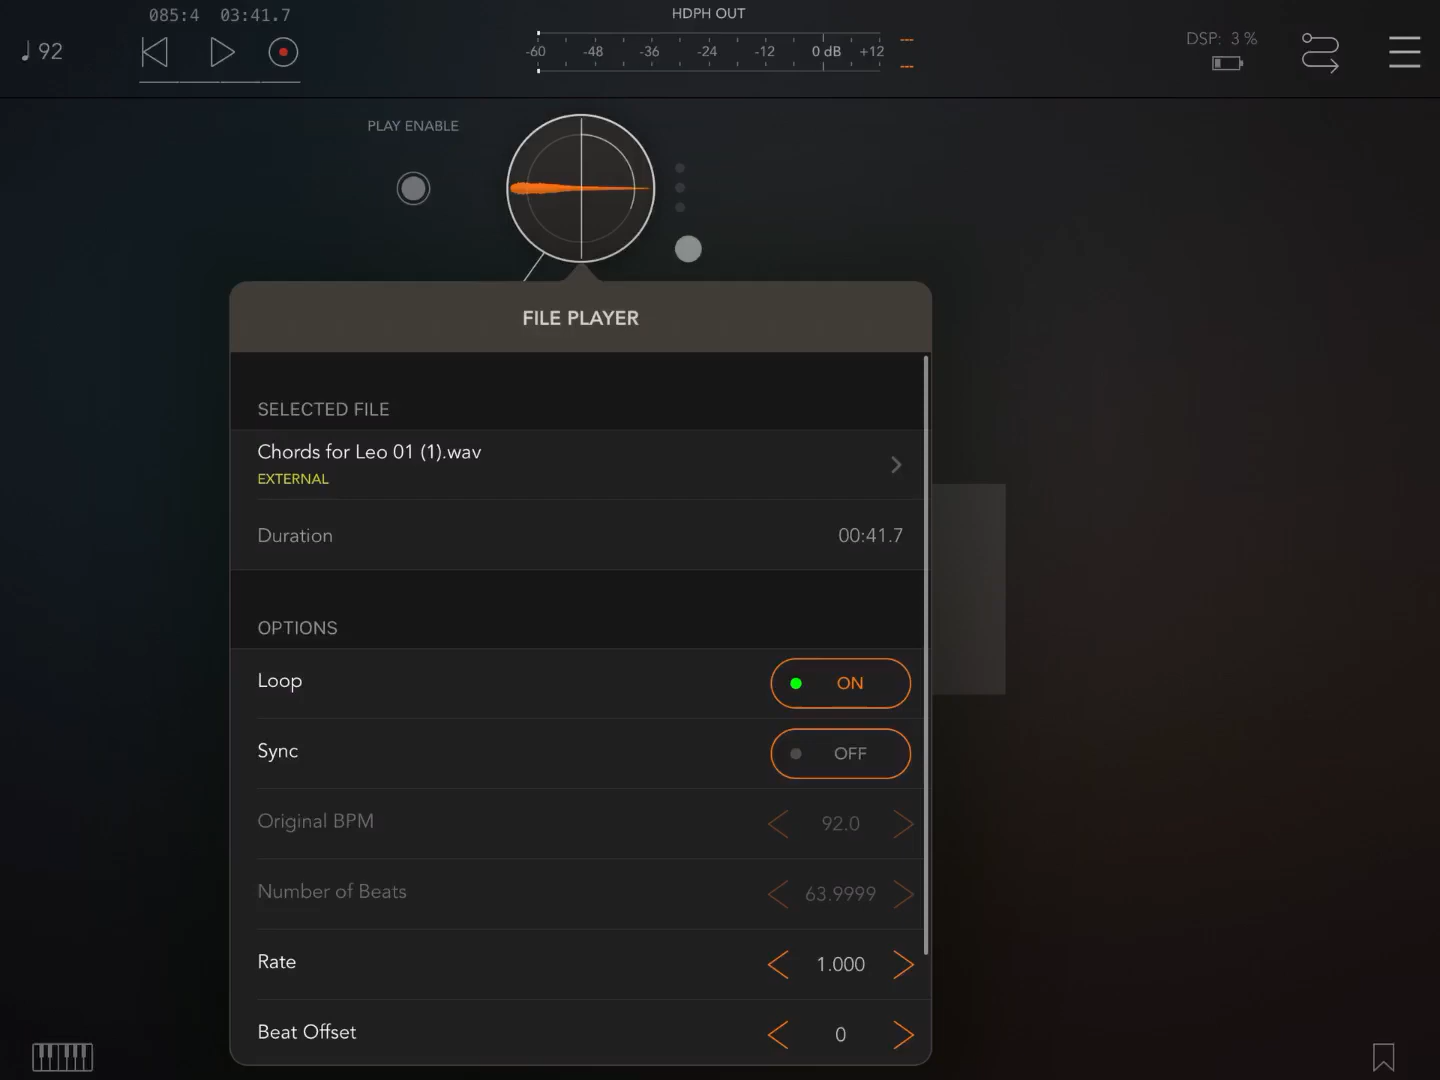 085:4 03:41.7
HDPH OUT
♩92
-60 -48 -36 -24 -12 0 dB +12
DSP: 3 %
PLAY ENABLE
FILE PLAYER
SELECTED FILE
Chords for Leo 01 (1).wav
EXTERNAL
Duration 00:41.7
OPTIONS
Loop ON
Sync OFF
Original BPM 92.0
Number of Beats 63.9999
Rate 1.000
Beat Offset 0